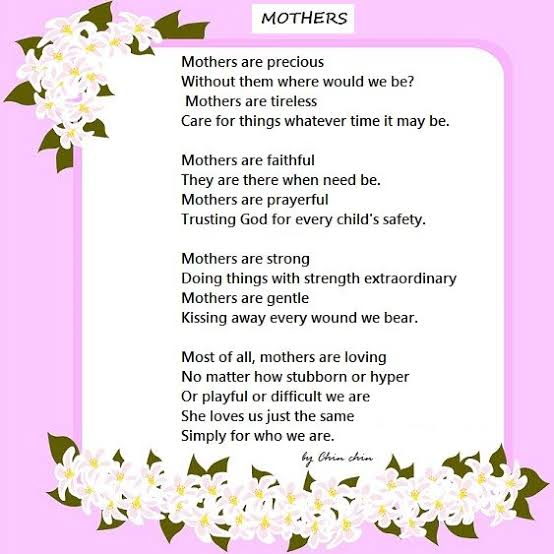 MOTHERS
Mothers are precious
Without them where would we be?
Mothers are tireless
Care for things whatever time it may be.
Mothers are faithful
They are there when need be.
Mothers are prayerful
Trusting God for every child's safety.
Mothers are strong
Doing things with strength extraordinary
Mothers are gentle
Kissing away every wound we bear.
Most of all, mothers are loving
No matter how stubborn or hyper
Or playful or difficult we are
She loves us just the same
Simply for who we are.
by Chin chin